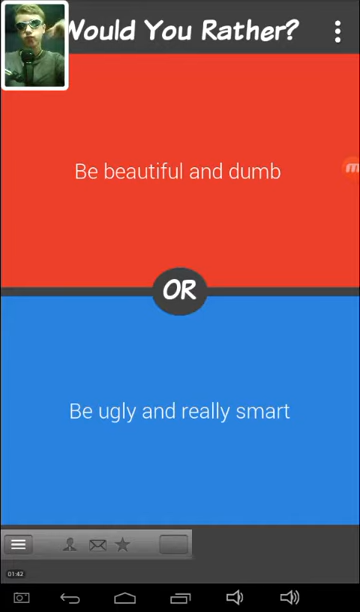 Would You Rather?
Be beautiful and dumb
OR
Be ugly and really smart
01:42